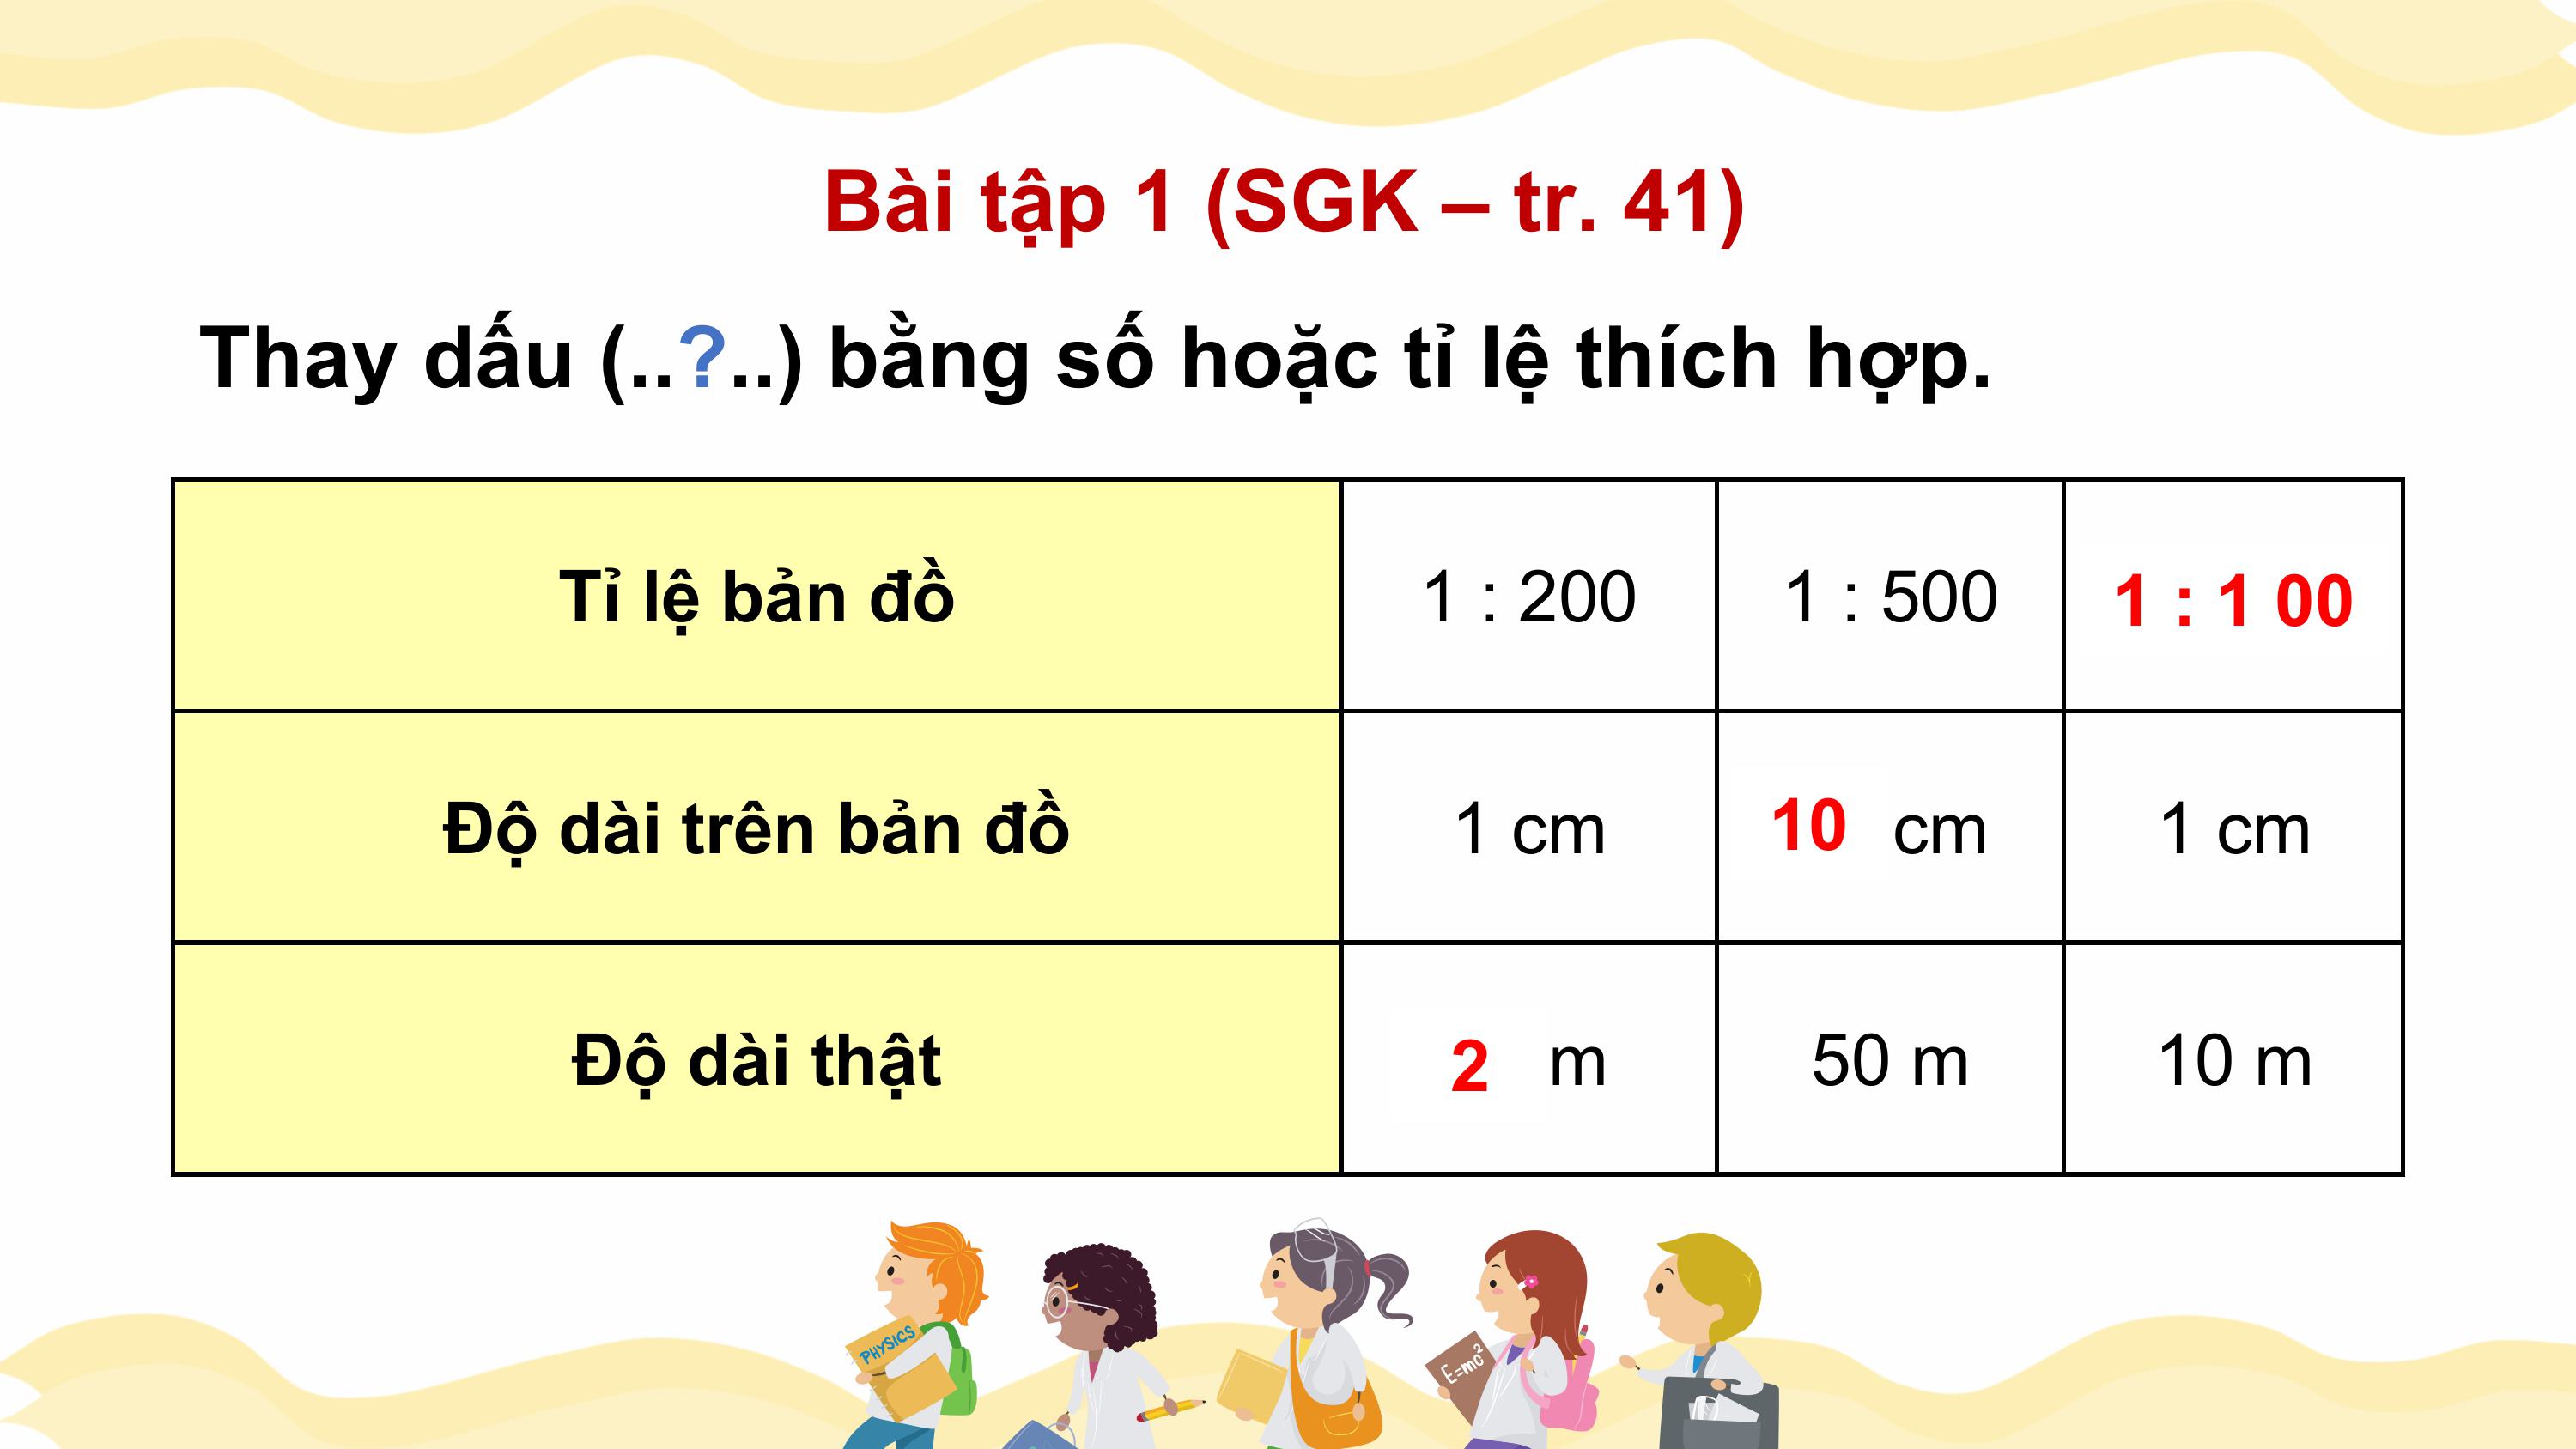 Bài tập 1 (SGK – tr. 41)
Thay dấu (..?..) bằng số hoặc tỉ lệ thích hợp.
Tỉ lệ bản đồ 1 : 200 1 : 500 1 : 1 00
Độ dài trên bản đồ 1 cm 10 cm 1 cm
Độ dài thật 2 m 50 m 10 m
PHYSICS
E=mc²